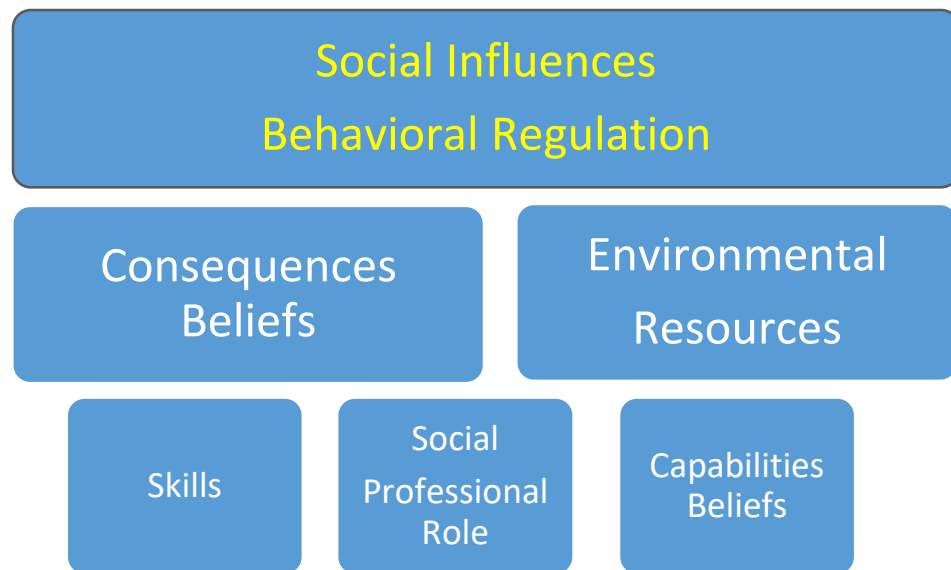 Social Influences
Behavioral Regulation
Consequences
Beliefs
Environmental
Resources
Skills
Social
Professional
Role
Capabilities
Beliefs